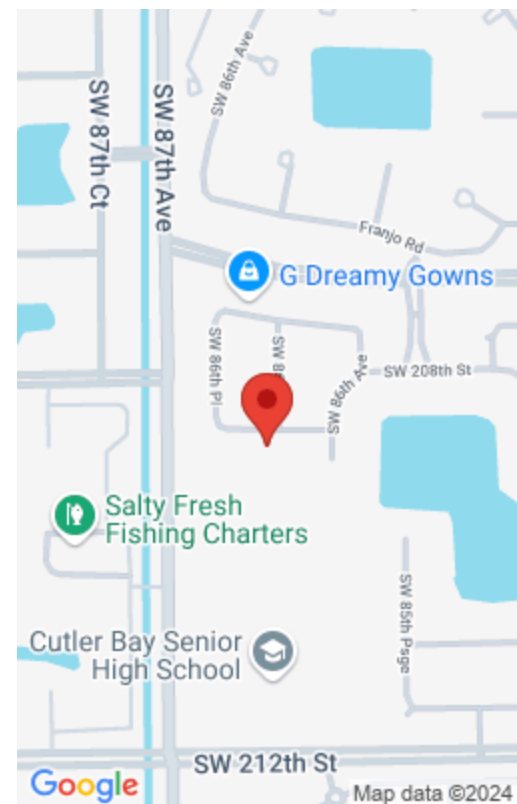 SW 86th Ave
SW 87th Ct
SW 87th Ave
Franjo Rd
G Dreamy Gowns
SW 86th Pl
SW 8
SW 86th Ave
SW 208th St
Salty Fresh
Fishing Charters
SW 85th Psge
Cutler Bay Senior
High School
SW 212th St
Google
Map data ©2024